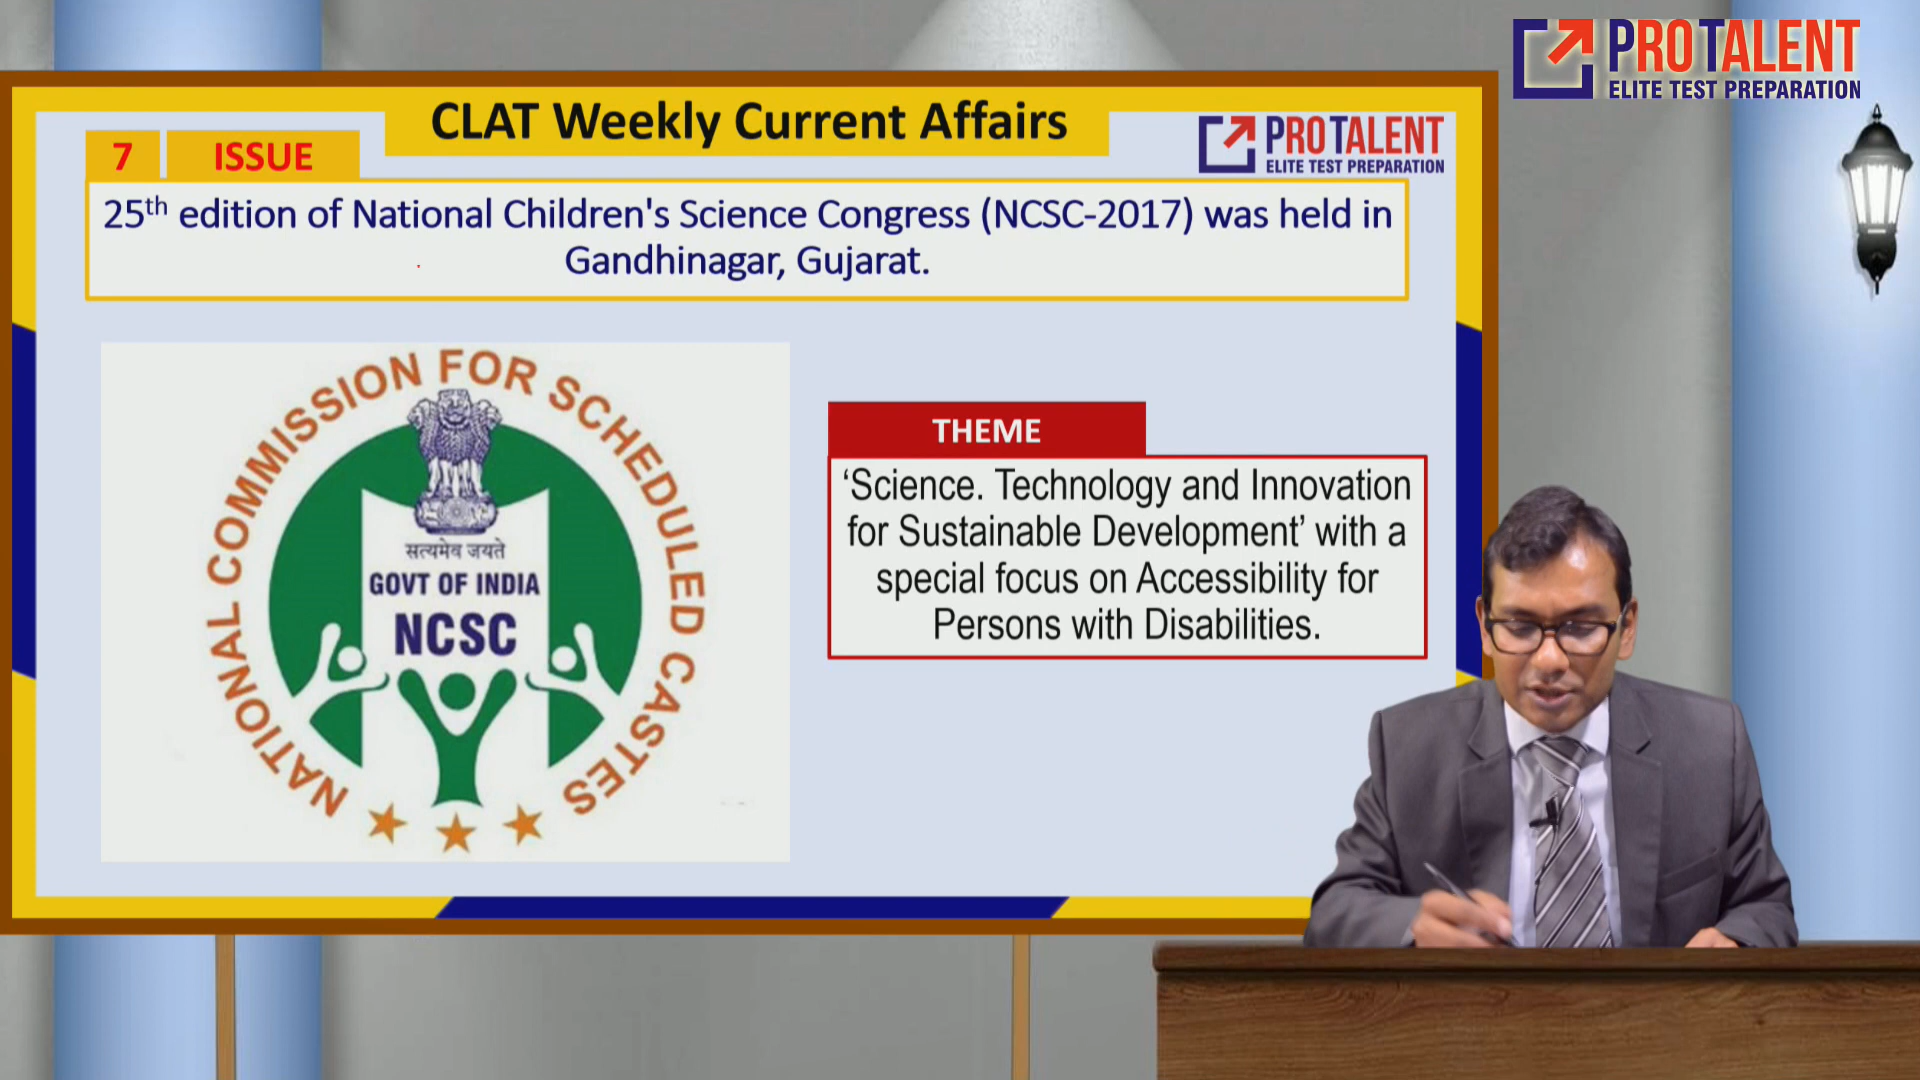 PROTALENT
ELITE TEST PREPARATION
CLAT Weekly Current Affairs
PROTALENT
ELITE TEST PREPARATION
7 ISSUE
25th edition of National Children's Science Congress (NCSC-2017) was held in
Gandhinagar, Gujarat.
NATIONAL COMMISSION FOR SCHEDULED CASTES
सत्यमेव जयते
GOVT OF INDIA
NCSC
THEME
‘Science. Technology and Innovation
for Sustainable Development’ with a
special focus on Accessibility for
Persons with Disabilities.